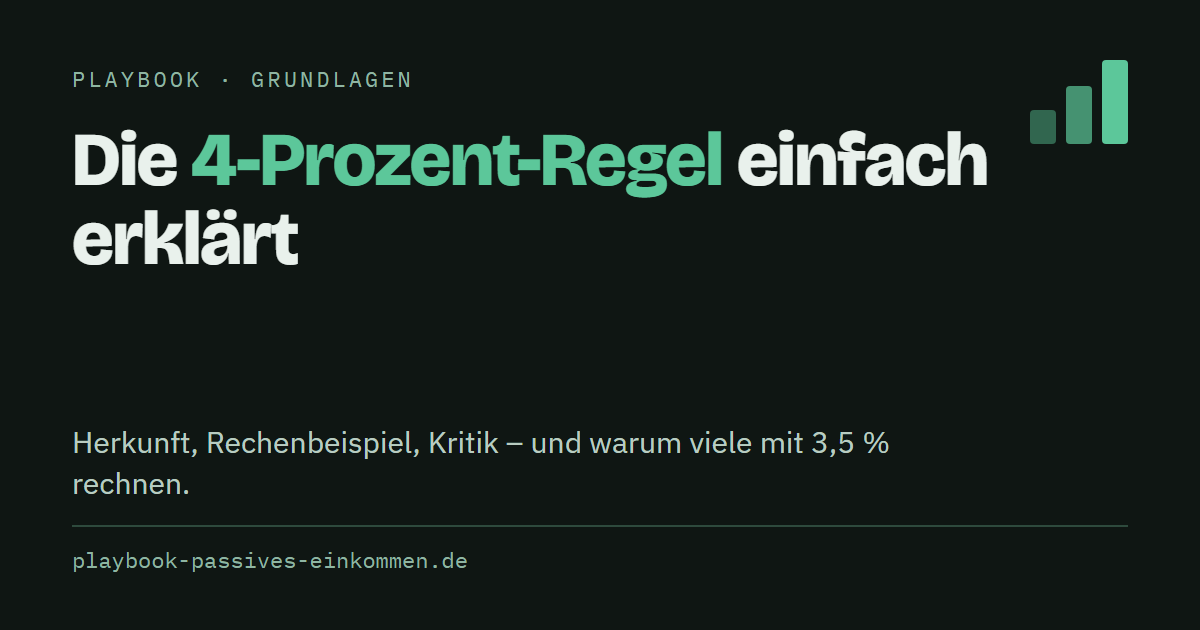 PLAYBOOK · GRUNDLAGEN
Die 4-Prozent-Regel einfach
erklärt
Herkunft, Rechenbeispiel, Kritik – und warum viele mit 3,5 %
rechnen.
playbook-passives-einkommen.de